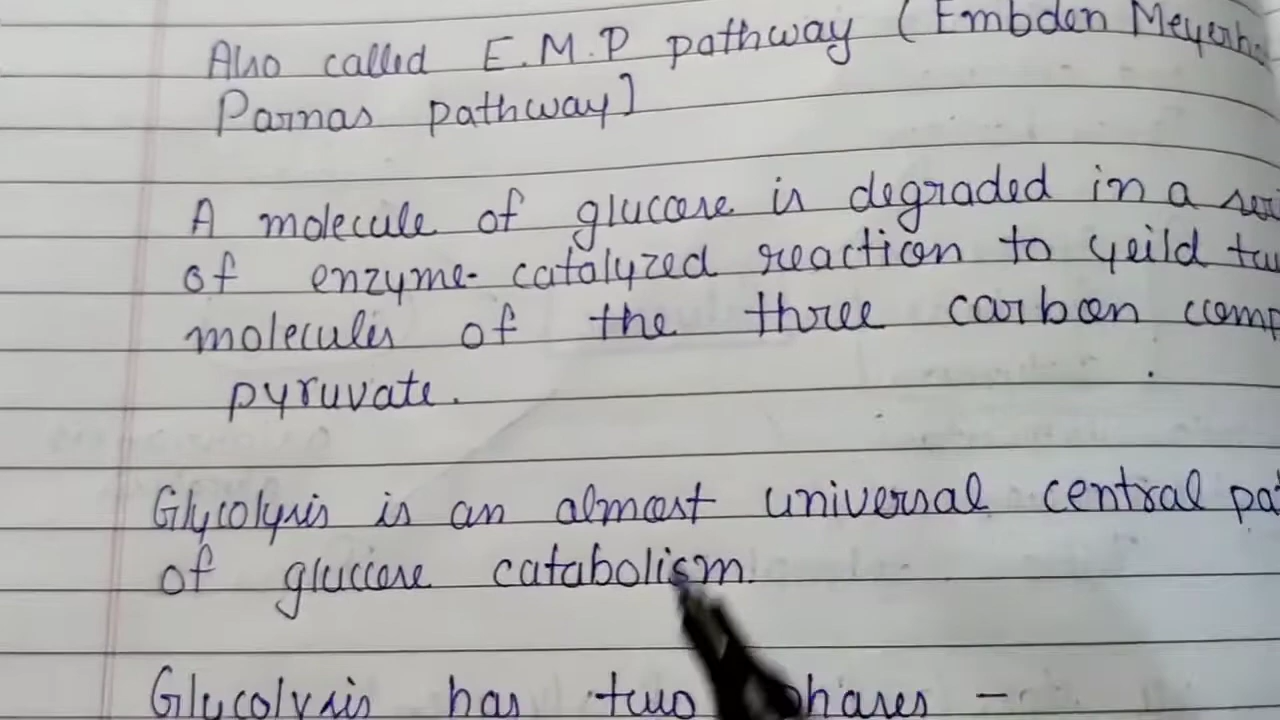 Also called E.M.P pathway (Embden Meyerh
Parnas pathway]
A molecule of glucose is degraded in a
of enzyme-catalyzed reaction to yeild
molecules of the three carbon comp
pyruvate.
Glycolysis is an almost universal central pa
of glucose catabolism.
Glycolysis has two phases -